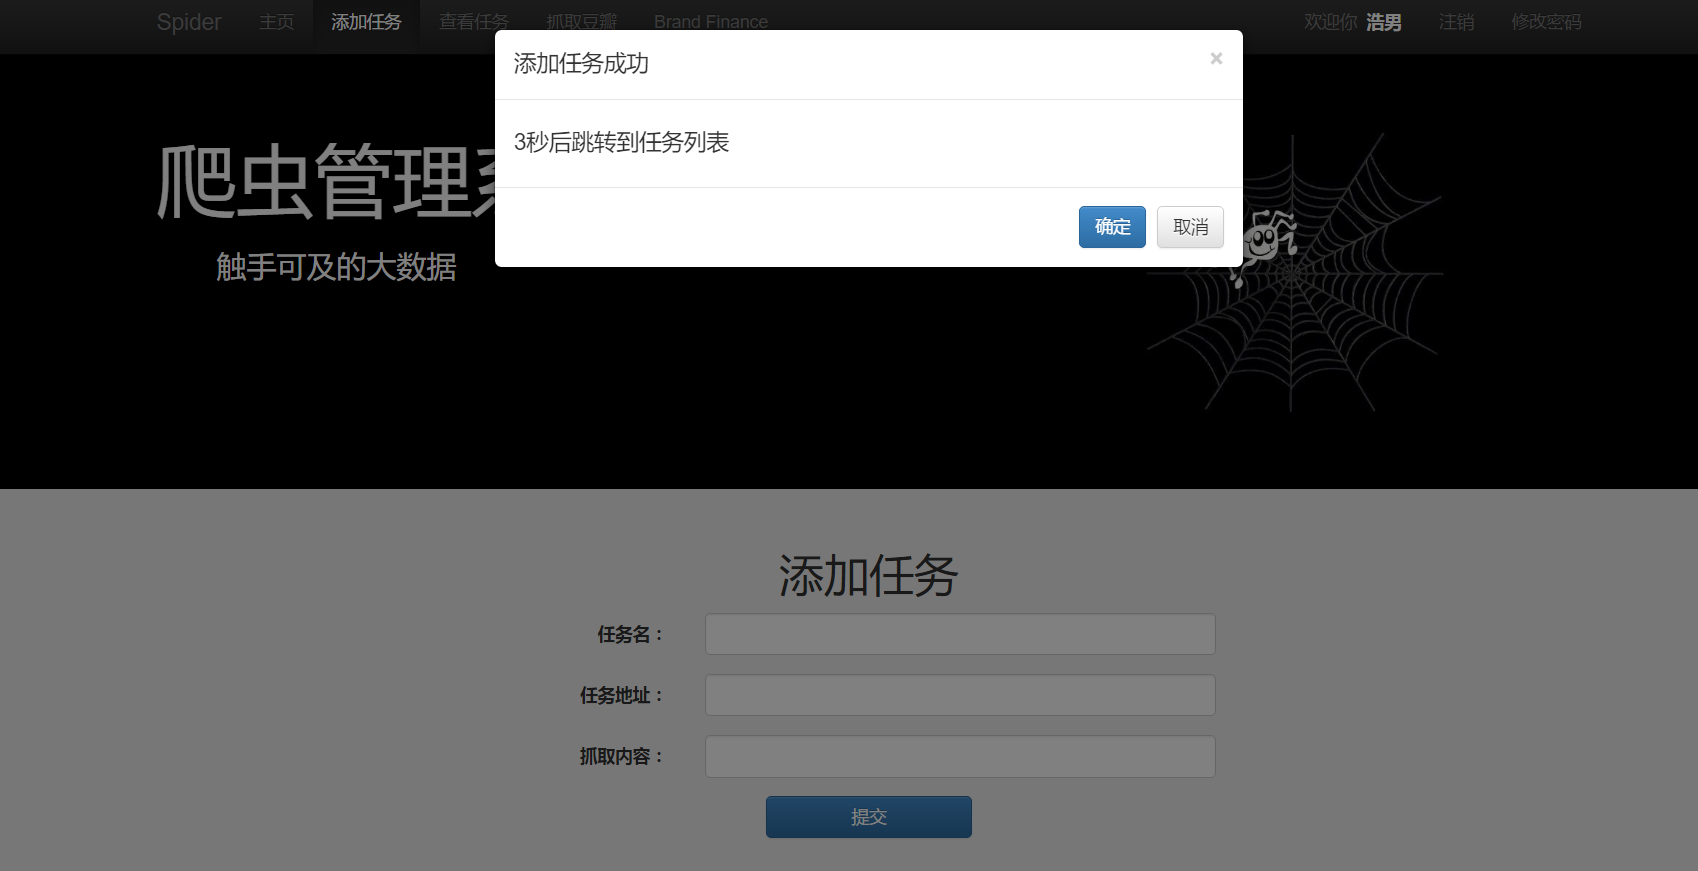 Spider 主页 添加任务 查看任务 抓取豆瓣 Brand Finance 欢迎你 浩男 注销 修改密码
添加任务成功 ×
3秒后跳转到任务列表
确定 取消
爬虫管理
触手可及的大数据
添加任务
任务名：
任务地址：
抓取内容：
提交